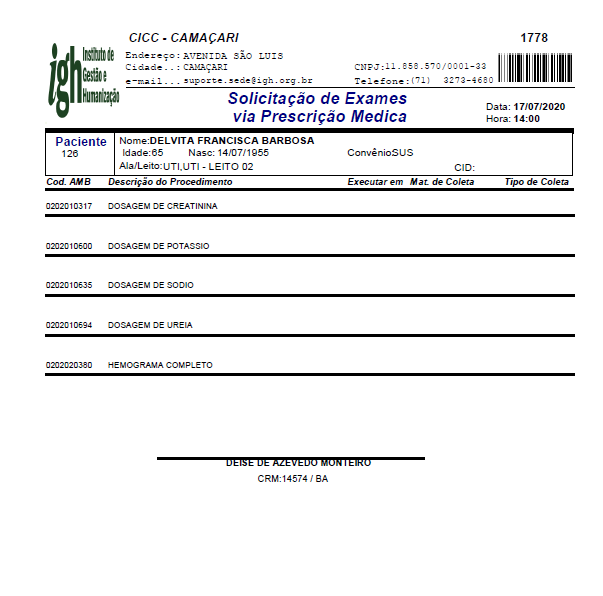 CICC - CAMAÇARI 1778
igh Instituto de Gestão e Humanização
Endereço: AVENIDA SÃO LUIS
Cidade..: CAMAÇARI CNPJ:11.858.570/0001-33
e-mail... suporte.sede@igh.org.br Telefone:(71) 3273-4680
Solicitação de Exames
via Prescrição Medica
Data: 17/07/2020
Hora: 14:00
Paciente
126
Nome:DELVITA FRANCISCA BARBOSA
Idade:65 Nasc: 14/07/1955 ConvênioSUS
Ala/Leito:UTI,UTI - LEITO 02 CID:
Cod. AMB Descrição do Procedimento Executar em Mat. de Coleta Tipo de Coleta
0202010317 DOSAGEM DE CREATININA
0202010600 DOSAGEM DE POTASSIO
0202010635 DOSAGEM DE SODIO
0202010694 DOSAGEM DE UREIA
0202020380 HEMOGRAMA COMPLETO
DEISE DE AZEVEDO MONTEIRO
CRM:14574 / BA